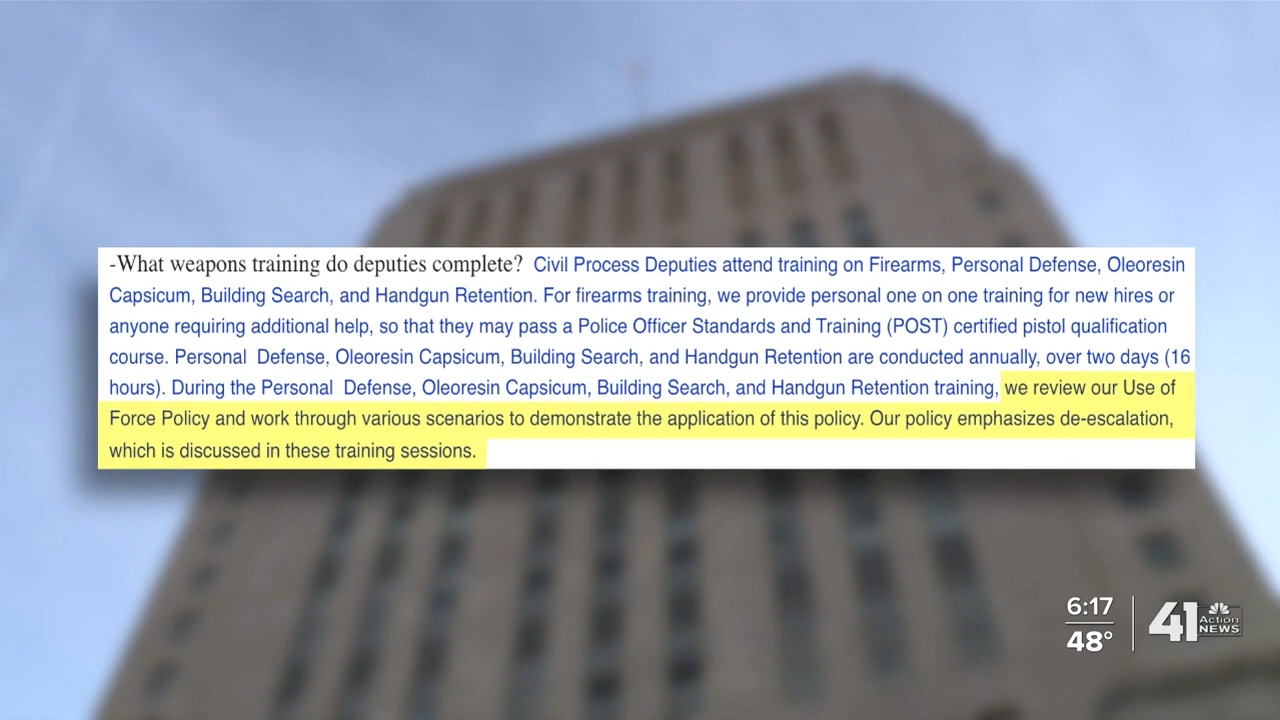 -What weapons training do deputies complete? Civil Process Deputies attend training on Firearms, Personal Defense, Oleoresin
Capsicum, Building Search, and Handgun Retention. For firearms training, we provide personal one on one training for new hires or
anyone requiring additional help, so that they may pass a Police Officer Standards and Training (POST) certified pistol qualification
course. Personal  Defense, Oleoresin Capsicum, Building Search, and Handgun Retention are conducted annually, over two days (16
hours). During the Personal  Defense, Oleoresin Capsicum, Building Search, and Handgun Retention training, we review our Use of
Force Policy and work through various scenarios to demonstrate the application of this policy. Our policy emphasizes de-escalation,
which is discussed in these training sessions.
6:17
48°
41 Action
NEWS